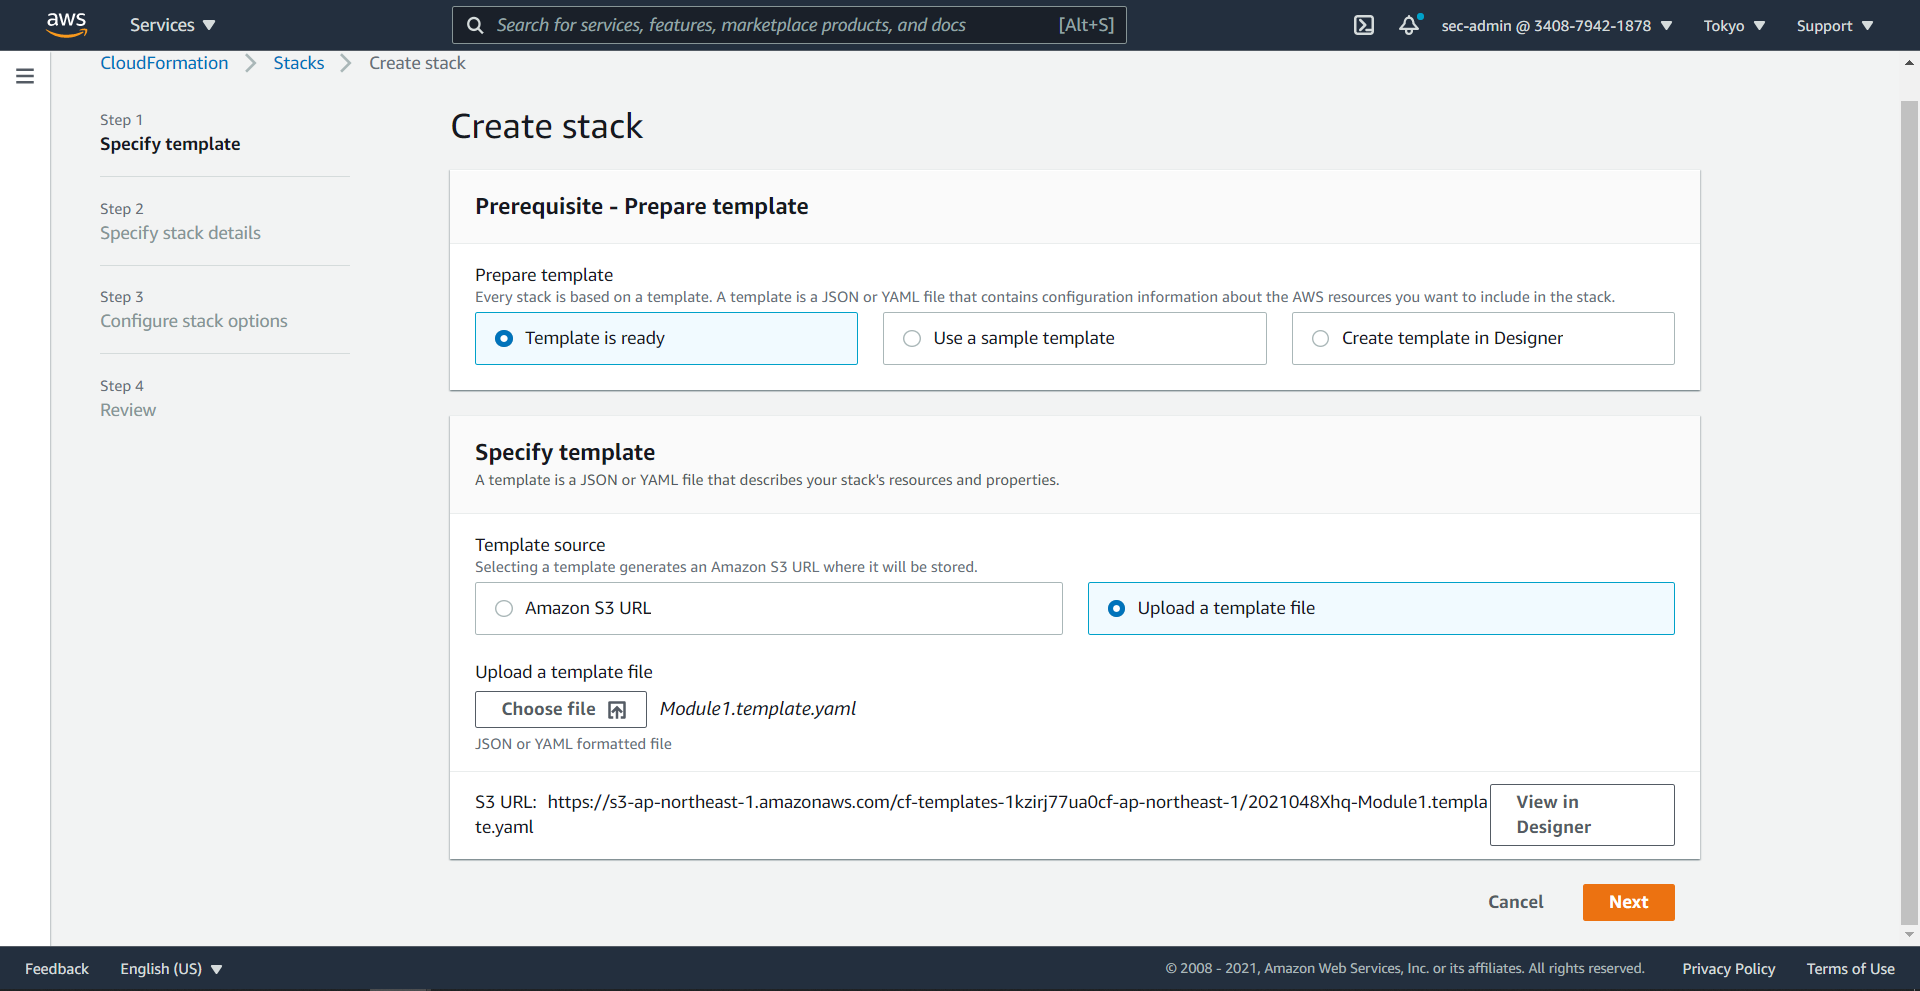 aws
Services
Search for services, features, marketplace products, and docs [Alt+S]
sec-admin @ 3408-7942-1878
Tokyo
Support
CloudFormation
Stacks
Create stack
Step 1
Specify template
Step 2
Specify stack details
Step 3
Configure stack options
Step 4
Review
Create stack
Prerequisite - Prepare template
Prepare template
Every stack is based on a template. A template is a JSON or YAML file that contains configuration information about the AWS resources you want to include in the stack.
Template is ready
Use a sample template
Create template in Designer
Specify template
A template is a JSON or YAML file that describes your stack's resources and properties.
Template source
Selecting a template generates an Amazon S3 URL where it will be stored.
Amazon S3 URL
Upload a template file
Upload a template file
Choose file
Module1.template.yaml
JSON or YAML formatted file
S3 URL: https://s3-ap-northeast-1.amazonaws.com/cf-templates-1kzirj77ua0cf-ap-northeast-1/2021048Xhq-Module1.templa
te.yaml
View in
Designer
Cancel
Next
Feedback
English (US)
© 2008 - 2021, Amazon Web Services, Inc. or its affiliates. All rights reserved.
Privacy Policy
Terms of Use